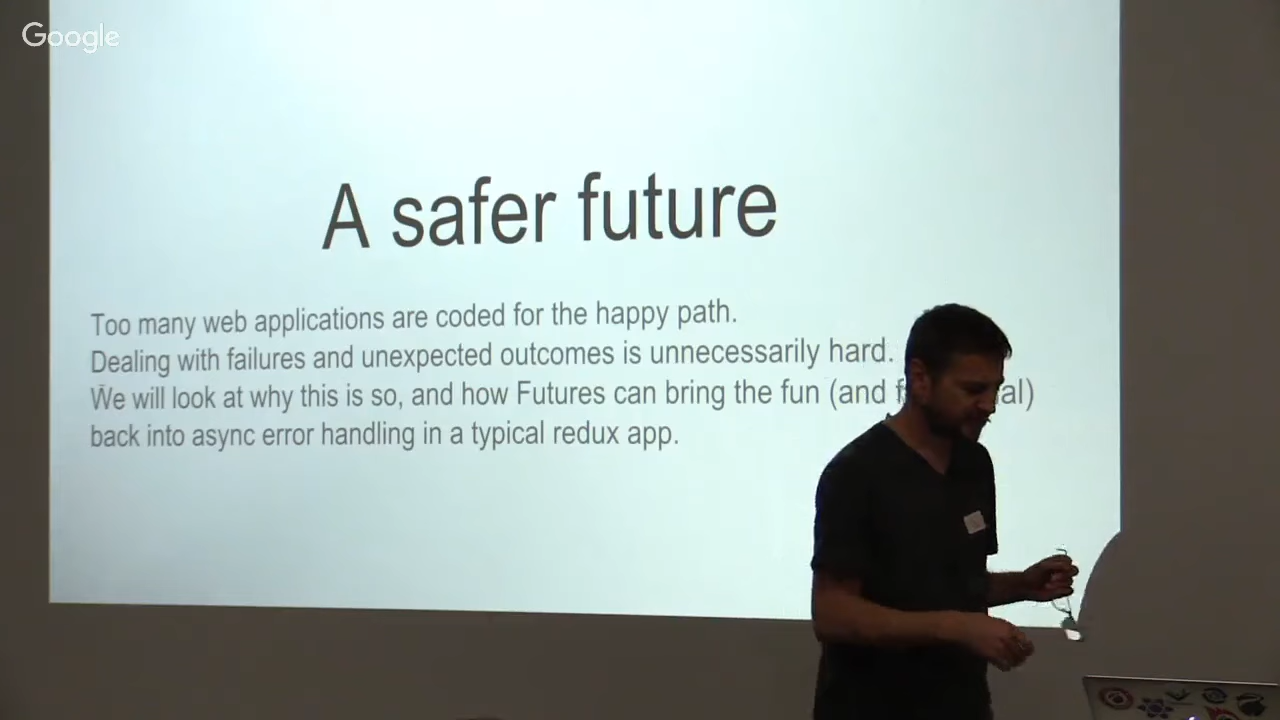 Google
A safer future
Too many web applications are coded for the happy path.
Dealing with failures and unexpected outcomes is unnecessarily hard.
We will look at why this is so, and how Futures can bring the fun (and
back into async error handling in a typical redux app.